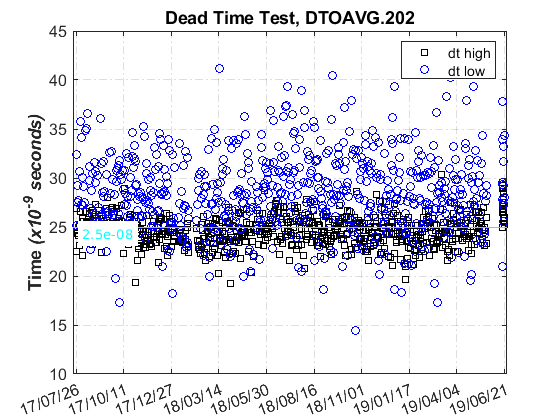 Dead Time Test, DTOAVG.202
45
40
35
30
25
20
15
10
Time (x10⁻⁹ seconds)
dt high
dt low
2.5e-08
17/07/26 17/10/11 17/12/27 18/03/14 18/05/30 18/08/16 18/11/01 19/01/17 19/04/04 19/06/21